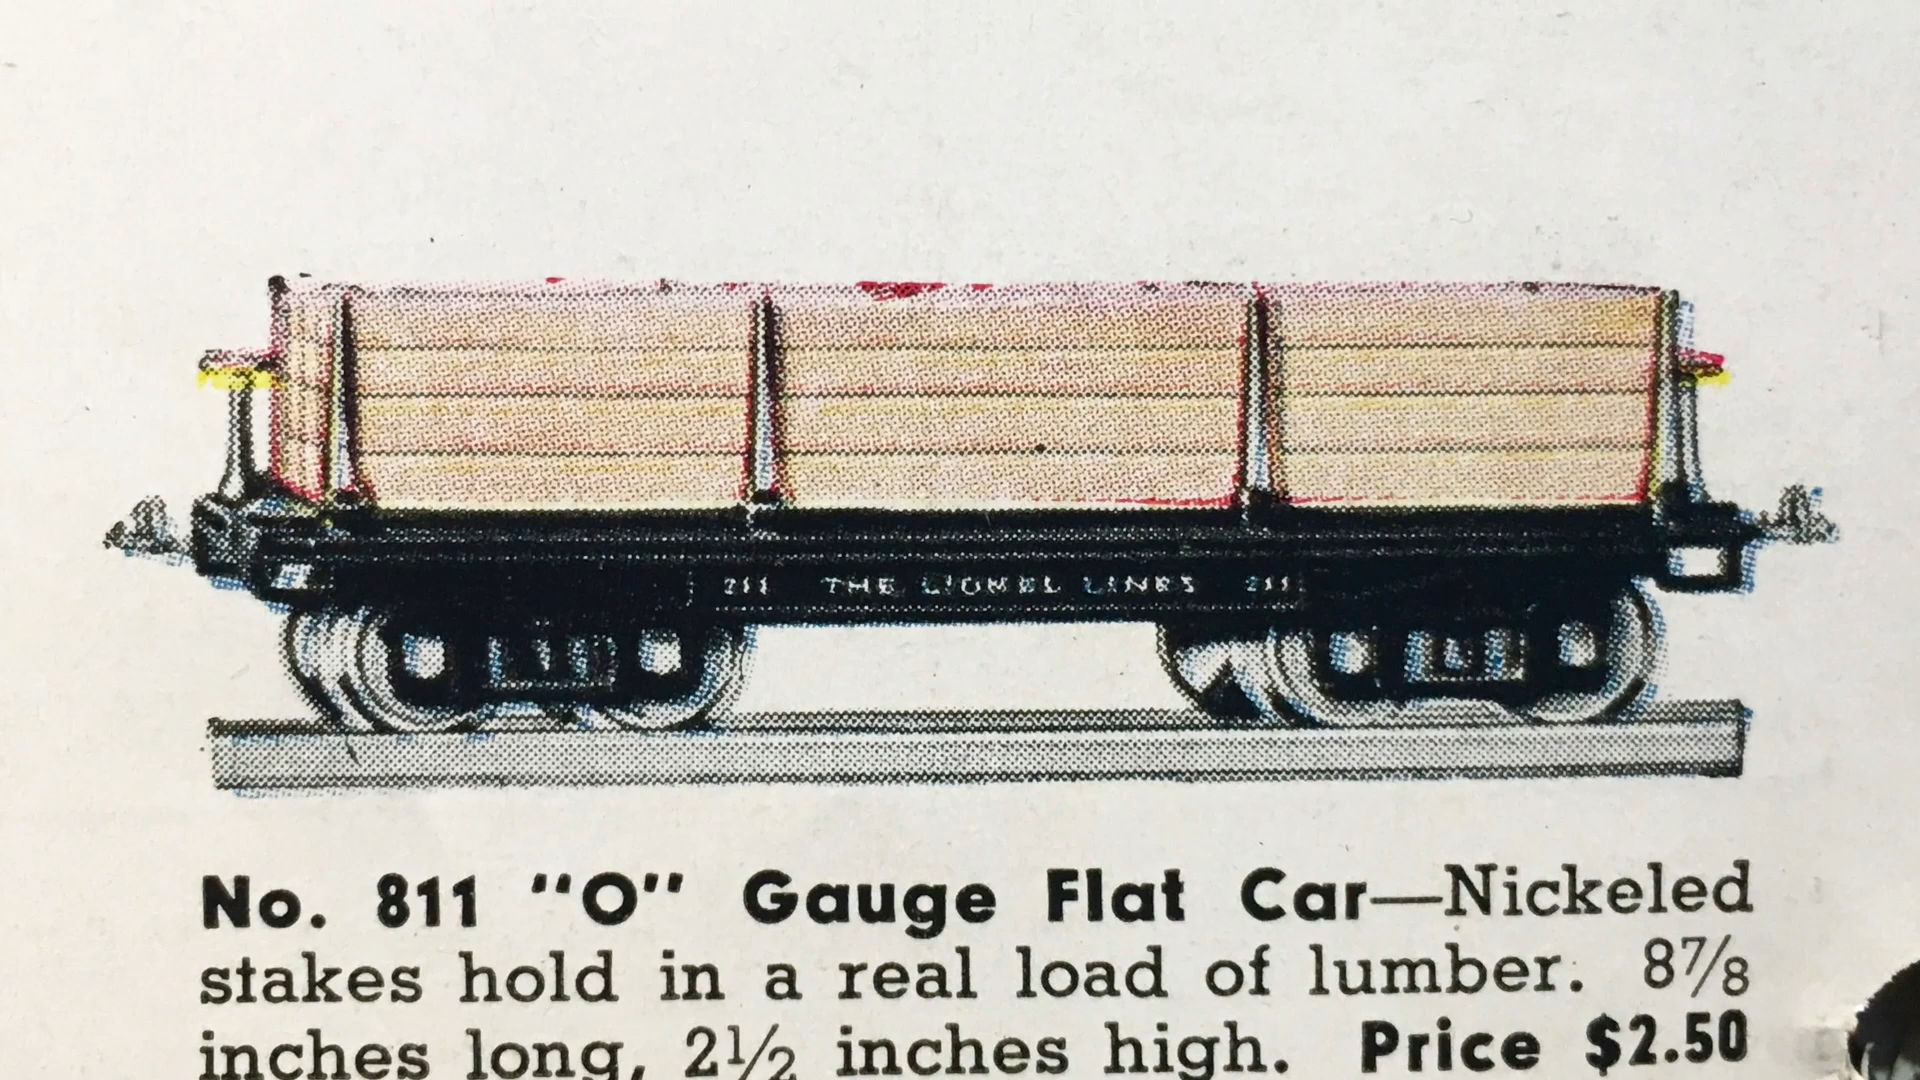 211 THE LIONEL LINES 211
No. 811 "O" Gauge Flat Car—Nickeled
stakes hold in a real load of lumber. 8⅞
inches long, 2½ inches high. Price $2.50